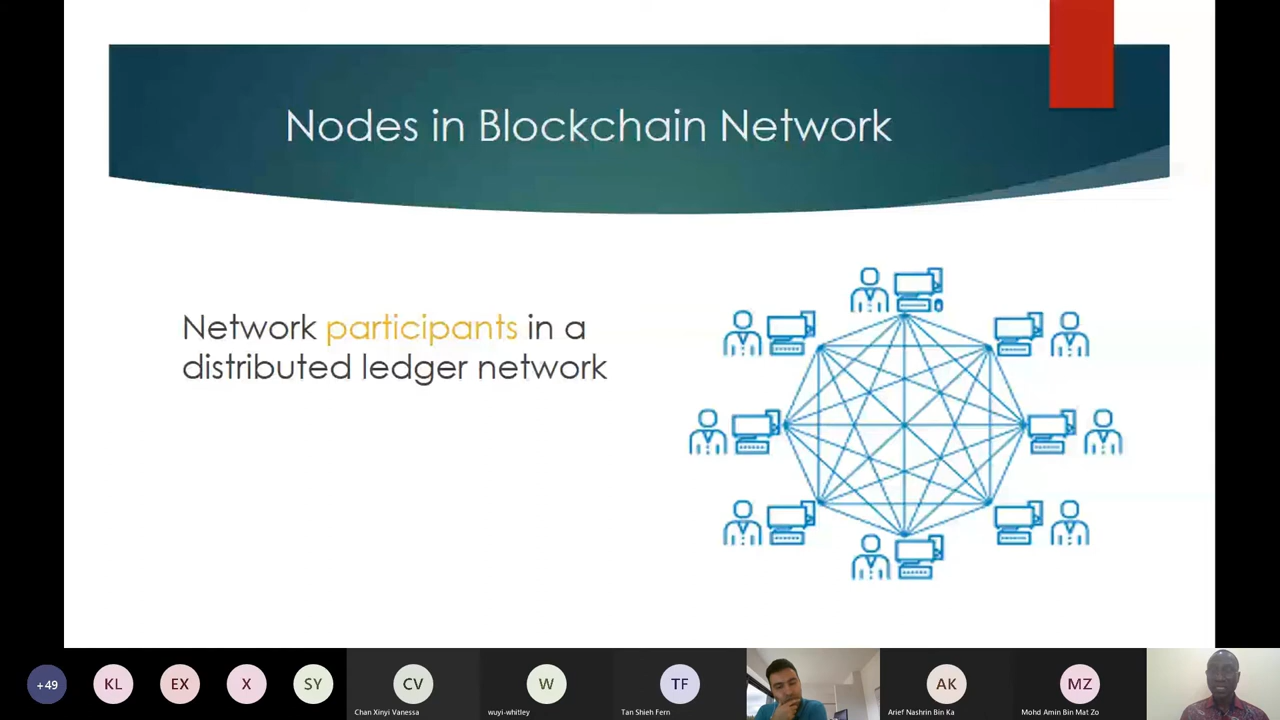 Nodes in Blockchain Network
Network participants in a
distributed ledger network
+49
KL
EX
X
SY
CV
Chan Xinyi Vanessa
W
wuyi-whitley
TF
Tan Shieh Fern
AK
Arief Nashrin Bin Ka
MZ
Mohd Amin Bin Mat Zo